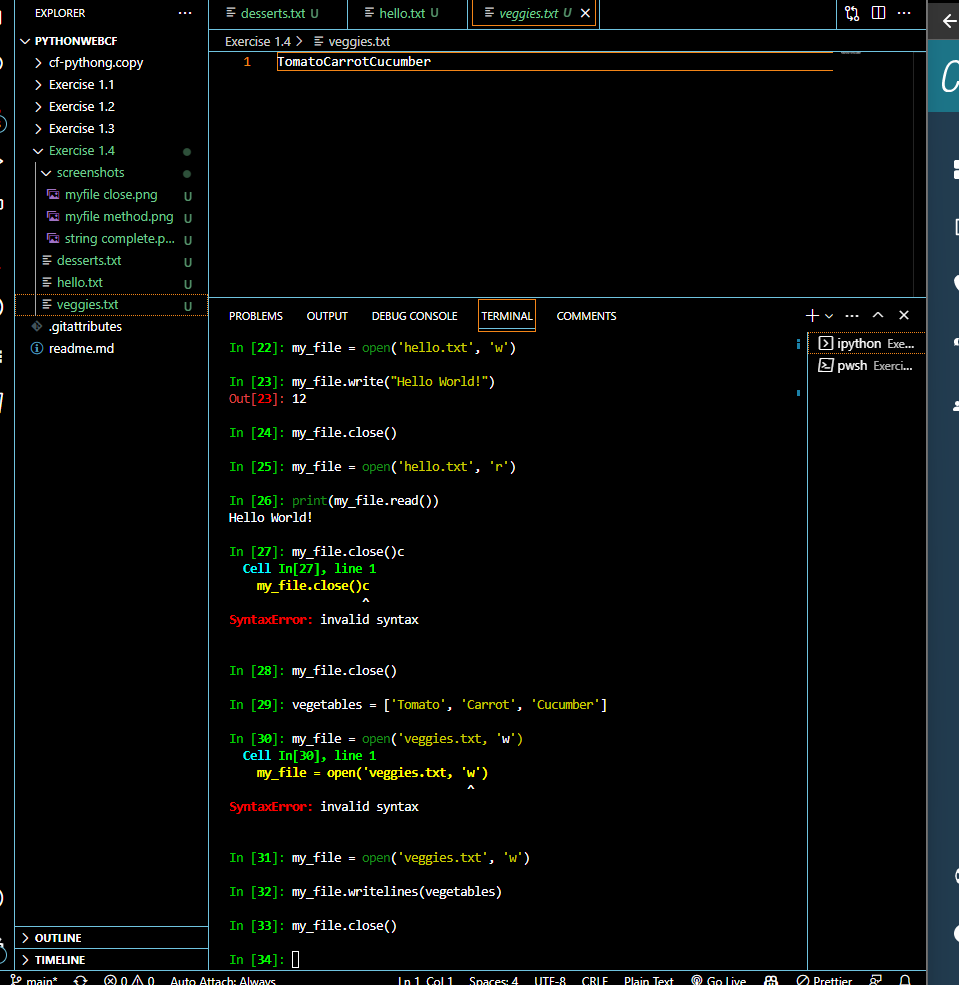 EXPLORER ...
PYTHONWEBCF
cf-pythong.copy
Exercise 1.1
Exercise 1.2
Exercise 1.3
Exercise 1.4
screenshots
myfile close.png U
myfile method.png U
string complete.p... U
desserts.txt U
hello.txt U
veggies.txt U
.gitattributes
readme.md
OUTLINE
TIMELINE
desserts.txt U hello.txt U veggies.txt U
Exercise 1.4 > veggies.txt
1 TomatoCarrotCucumber
PROBLEMS OUTPUT DEBUG CONSOLE TERMINAL COMMENTS
In [22]: my_file = open('hello.txt', 'w')
In [23]: my_file.write("Hello World!")
Out[23]: 12
In [24]: my_file.close()
In [25]: my_file = open('hello.txt', 'r')
In [26]: print(my_file.read())
Hello World!
In [27]: my_file.close()c
Cell In[27], line 1
my_file.close()c
^
SyntaxError: invalid syntax
In [28]: my_file.close()
In [29]: vegetables = ['Tomato', 'Carrot', 'Cucumber']
In [30]: my_file = open('veggies.txt, 'w')
Cell In[30], line 1
my_file = open('veggies.txt, 'w')
^
SyntaxError: invalid syntax
In [31]: my_file = open('veggies.txt', 'w')
In [32]: my_file.writelines(vegetables)
In [33]: my_file.close()
In [34]:
ipython Exe...
pwsh Exerci...
main* 0 0 Auto Attach: Always Ln 1, Col 1 Spaces: 4 UTF-8 CRLF Plain Text Go Live Prettier